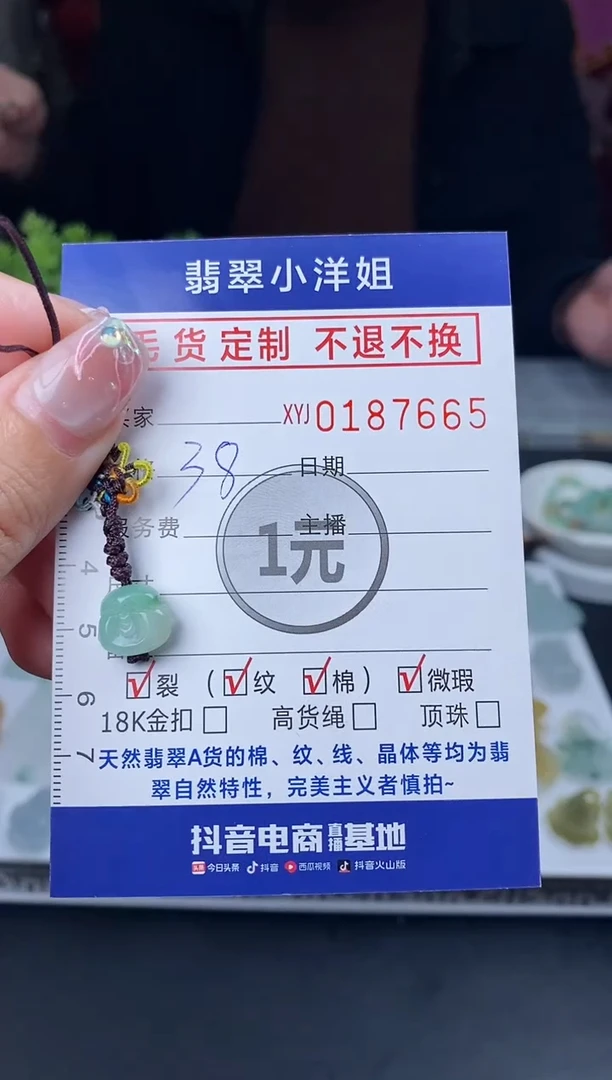 翡翠小洋姐
货定制 不退不换
家 XYJ 0187665
38 日期
服务费 主播
1元
4
5
6
7
裂 （ 纹 棉） 微瑕
18K金扣 高货绳 顶珠
天然翡翠A货的棉、纹、线、晶体等均为翡
翠自然特性，完美主义者慎拍~
抖音电商直播基地
头条 今日头条 抖音 西瓜视频 抖音火山版